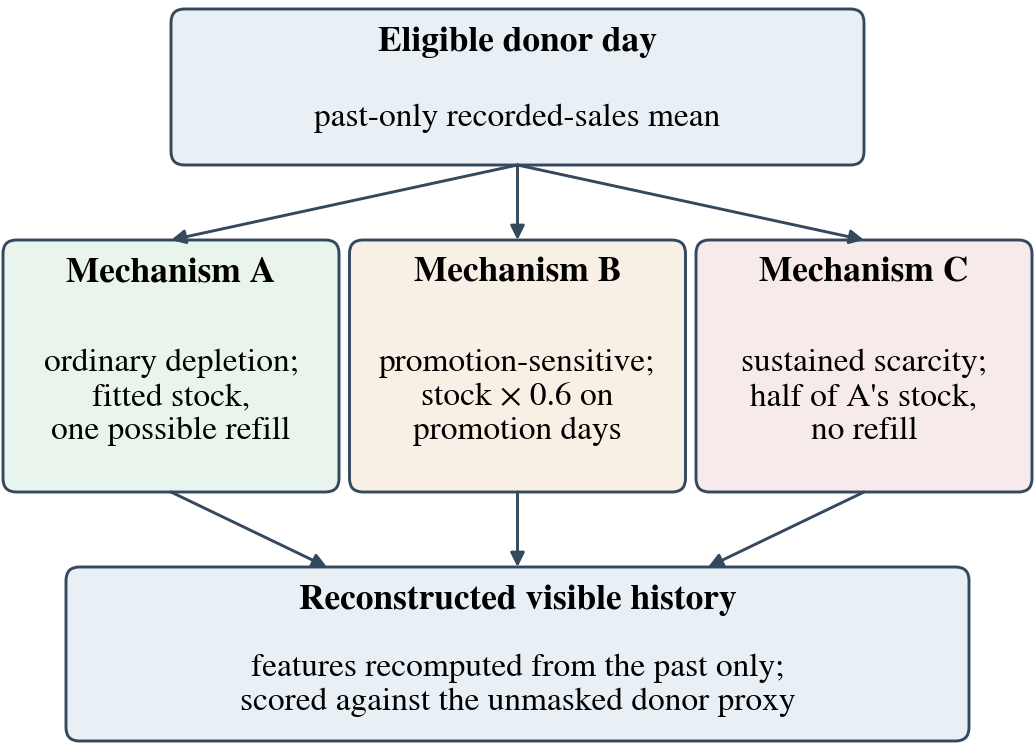 Eligible donor day
past-only recorded-sales mean
Mechanism A
ordinary depletion;
fitted stock,
one possible refill
Mechanism B
promotion-sensitive;
stock × 0.6 on
promotion days
Mechanism C
sustained scarcity;
half of A's stock,
no refill
Reconstructed visible history
features recomputed from the past only;
scored against the unmasked donor proxy